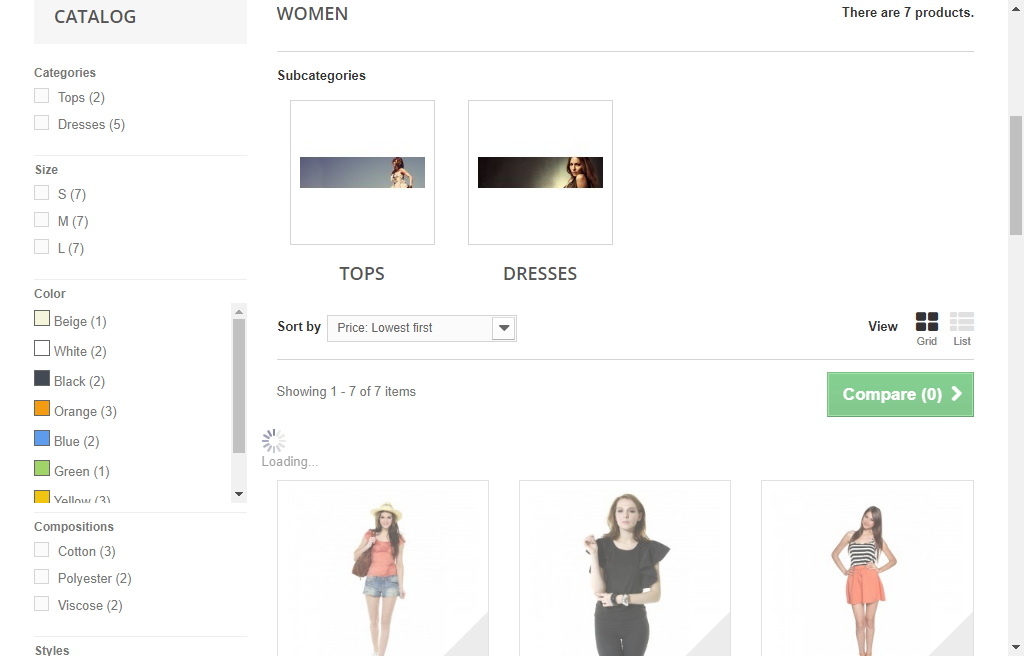 CATALOG
Categories
Tops (2)
Dresses (5)
Size
S (7)
M (7)
L (7)
Color
Beige (1)
White (2)
Black (2)
Orange (3)
Blue (2)
Green (1)
Yellow (3)
Compositions
Cotton (3)
Polyester (2)
Viscose (2)
Styles
WOMEN
There are 7 products.
Subcategories
TOPS
DRESSES
Sort by
Price: Lowest first
View
Grid
List
Showing 1 - 7 of 7 items
Compare (0)
Loading...